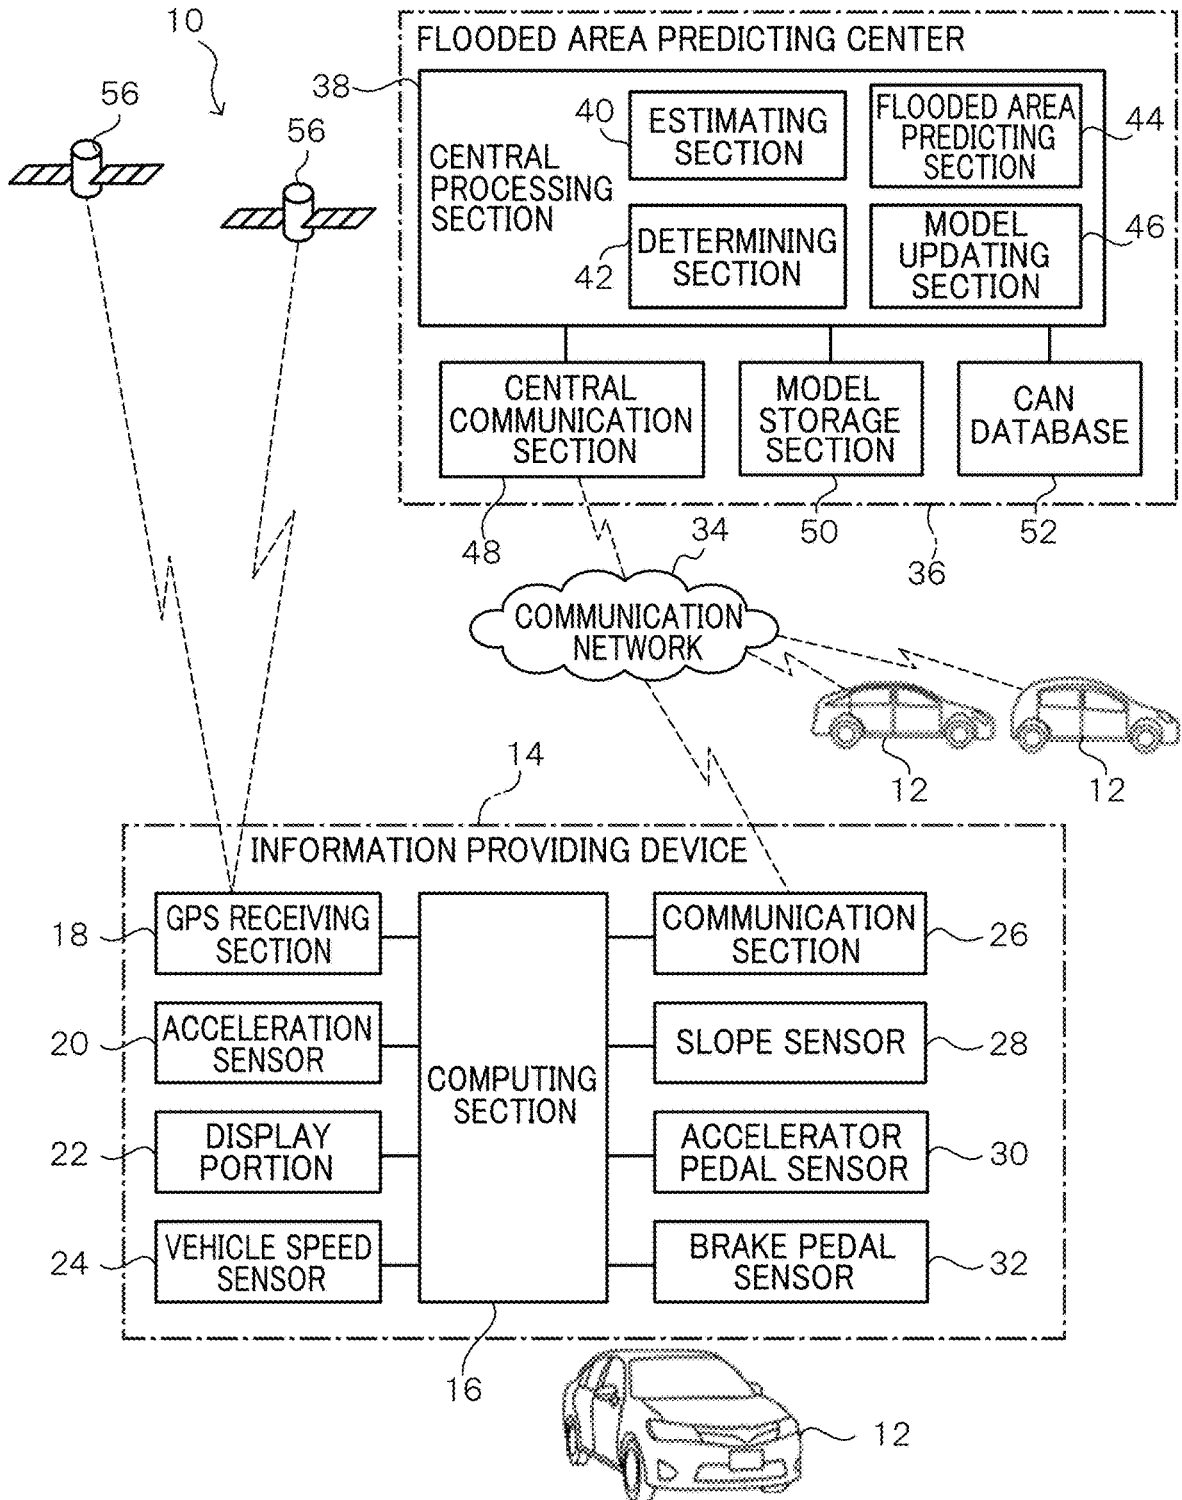 10
56
56
FLOODED AREA PREDICTING CENTER
38
CENTRAL
PROCESSING
SECTION
40
ESTIMATING
SECTION
42
DETERMINING
SECTION
FLOODED AREA
PREDICTING
SECTION
44
MODEL
UPDATING
SECTION
46
CENTRAL
COMMUNICATION
SECTION
48
MODEL
STORAGE
SECTION
50
CAN
DATABASE
52
36
34
COMMUNICATION
NETWORK
12
12
14
INFORMATION PROVIDING DEVICE
18
GPS RECEIVING
SECTION
20
ACCELERATION
SENSOR
22
DISPLAY
PORTION
24
VEHICLE SPEED
SENSOR
COMPUTING
SECTION
16
COMMUNICATION
SECTION
26
SLOPE SENSOR
28
ACCELERATOR
PEDAL SENSOR
30
BRAKE PEDAL
SENSOR
32
12